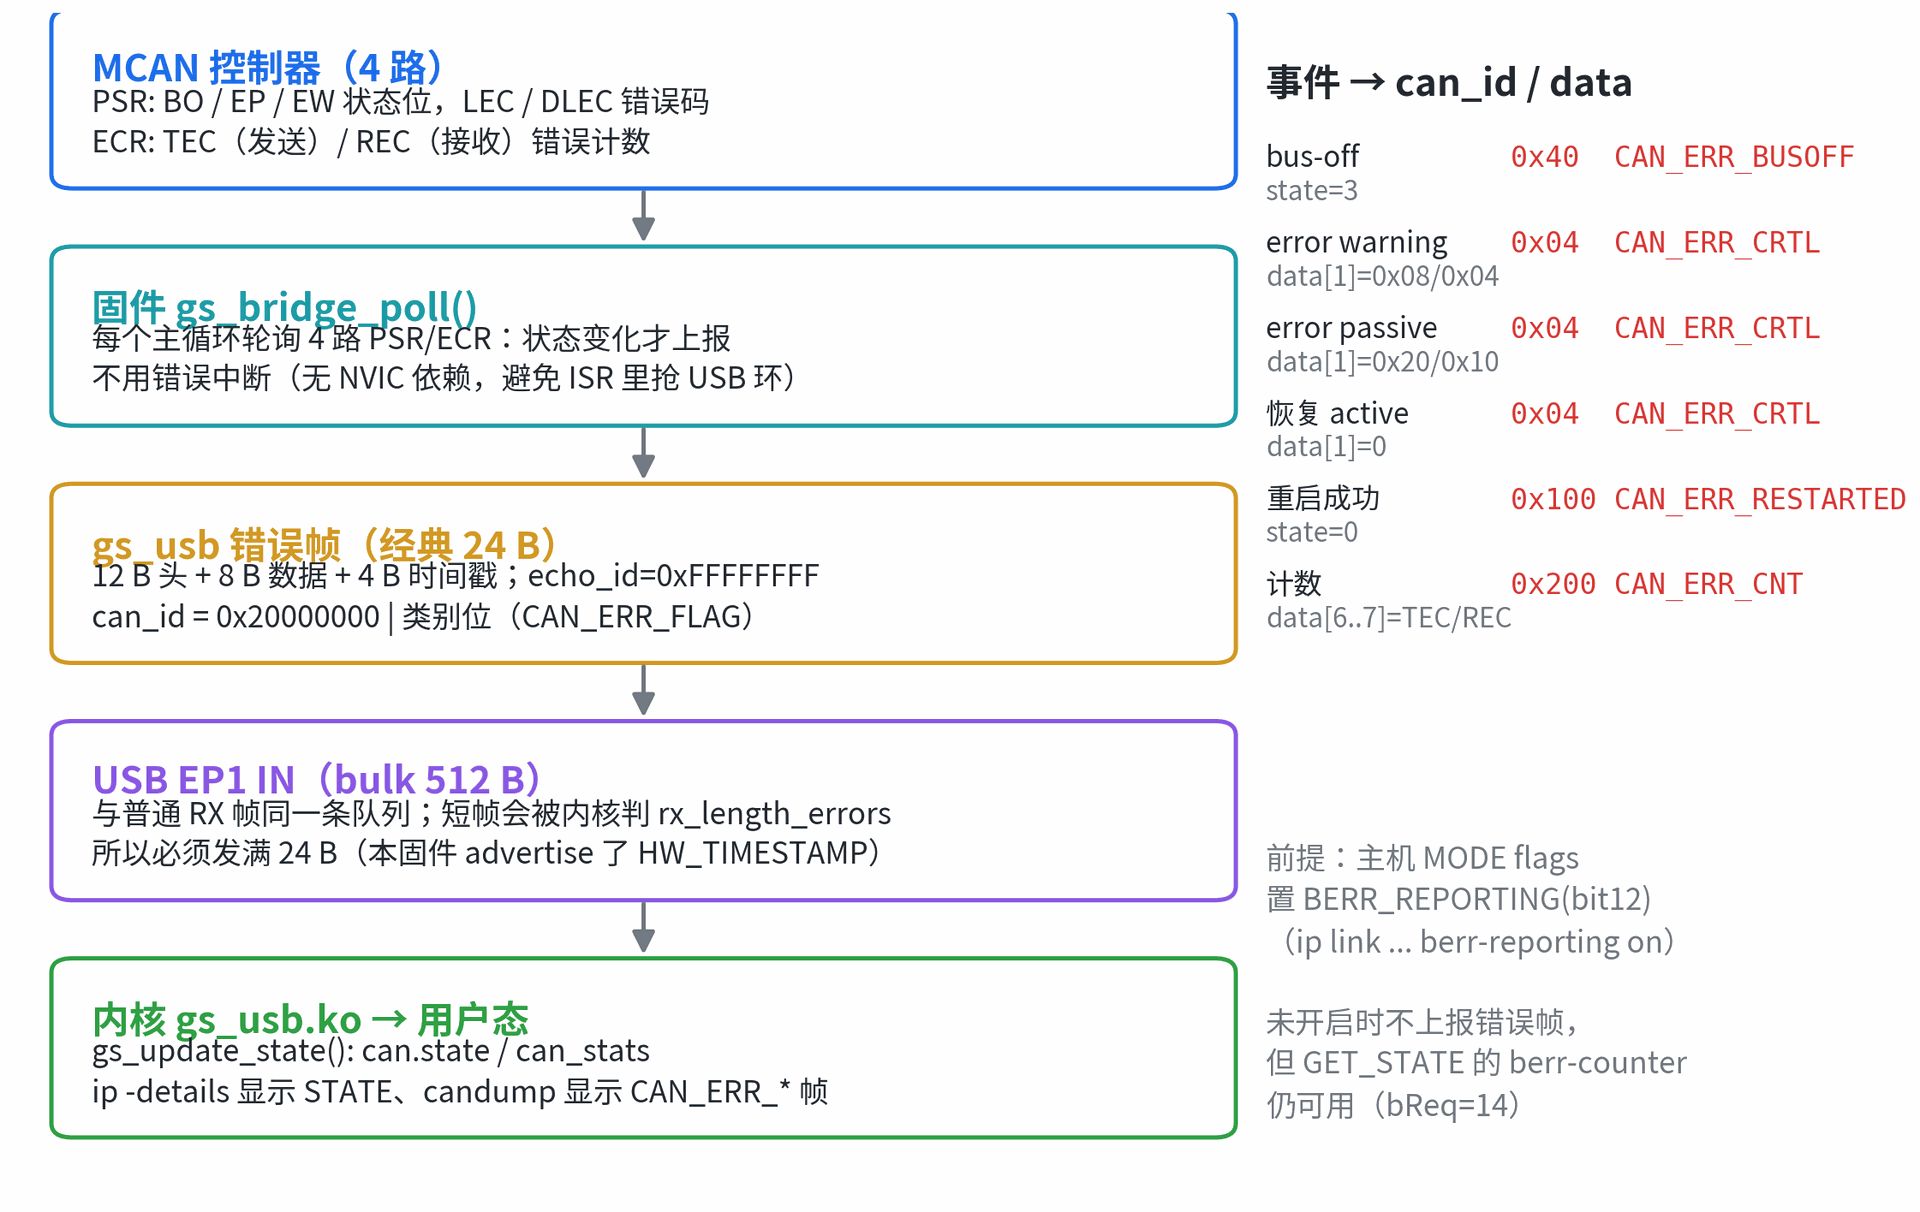 MCAN 控制器（4 路）
PSR: BO / EP / EW 状态位，LEC / DLEC 错误码
ECR: TEC（发送）/ REC（接收）错误计数
固件 gs_bridge_poll()
每个主循环轮询 4 路 PSR/ECR：状态变化才上报
不用错误中断（无 NVIC 依赖，避免 ISR 里抢 USB 环）
gs_usb 错误帧（经典 24 B）
12 B 头 + 8 B 数据 + 4 B 时间戳；echo_id=0xFFFFFFFF
can_id = 0x20000000 | 类别位（CAN_ERR_FLAG）
USB EP1 IN（bulk 512 B）
与普通 RX 帧同一条队列；短帧会被内核判 rx_length_errors
所以必须发满 24 B（本固件 advertise 了 HW_TIMESTAMP）
内核 gs_usb.ko → 用户态
gs_update_state(): can.state / can_stats
ip -details 显示 STATE、candump 显示 CAN_ERR_* 帧
事件 → can_id / data
bus-off 0x40 CAN_ERR_BUSOFF
state=3
error warning 0x04 CAN_ERR_CRTL
data[1]=0x08/0x04
error passive 0x04 CAN_ERR_CRTL
data[1]=0x20/0x10
恢复 active 0x04 CAN_ERR_CRTL
data[1]=0
重启成功 0x100 CAN_ERR_RESTARTED
state=0
计数 0x200 CAN_ERR_CNT
data[6..7]=TEC/REC
前提：主机 MODE flags
置 BERR_REPORTING(bit12)
（ip link ... berr-reporting on）
未开启时不上报错误帧，
但 GET_STATE 的 berr-counter
仍可用（bReq=14）